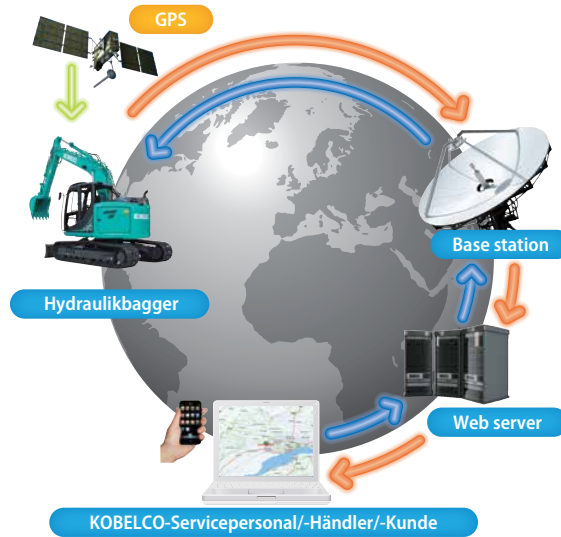 GPS
Base station
Hydraulikbagger
Web server
KOBELCO-Servicepersonal/-Händler/-Kunde